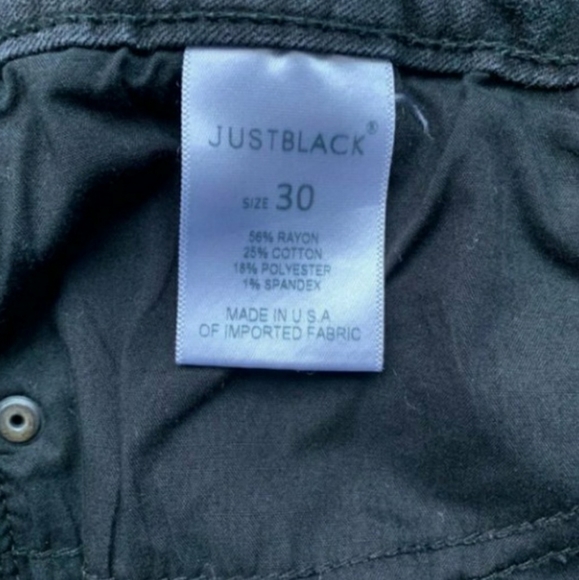 JUSTBLACK®
SIZE 30
56% RAYON
25% COTTON
18% POLYESTER
1% SPANDEX
MADE IN U.S.A
OF IMPORTED FABRIC